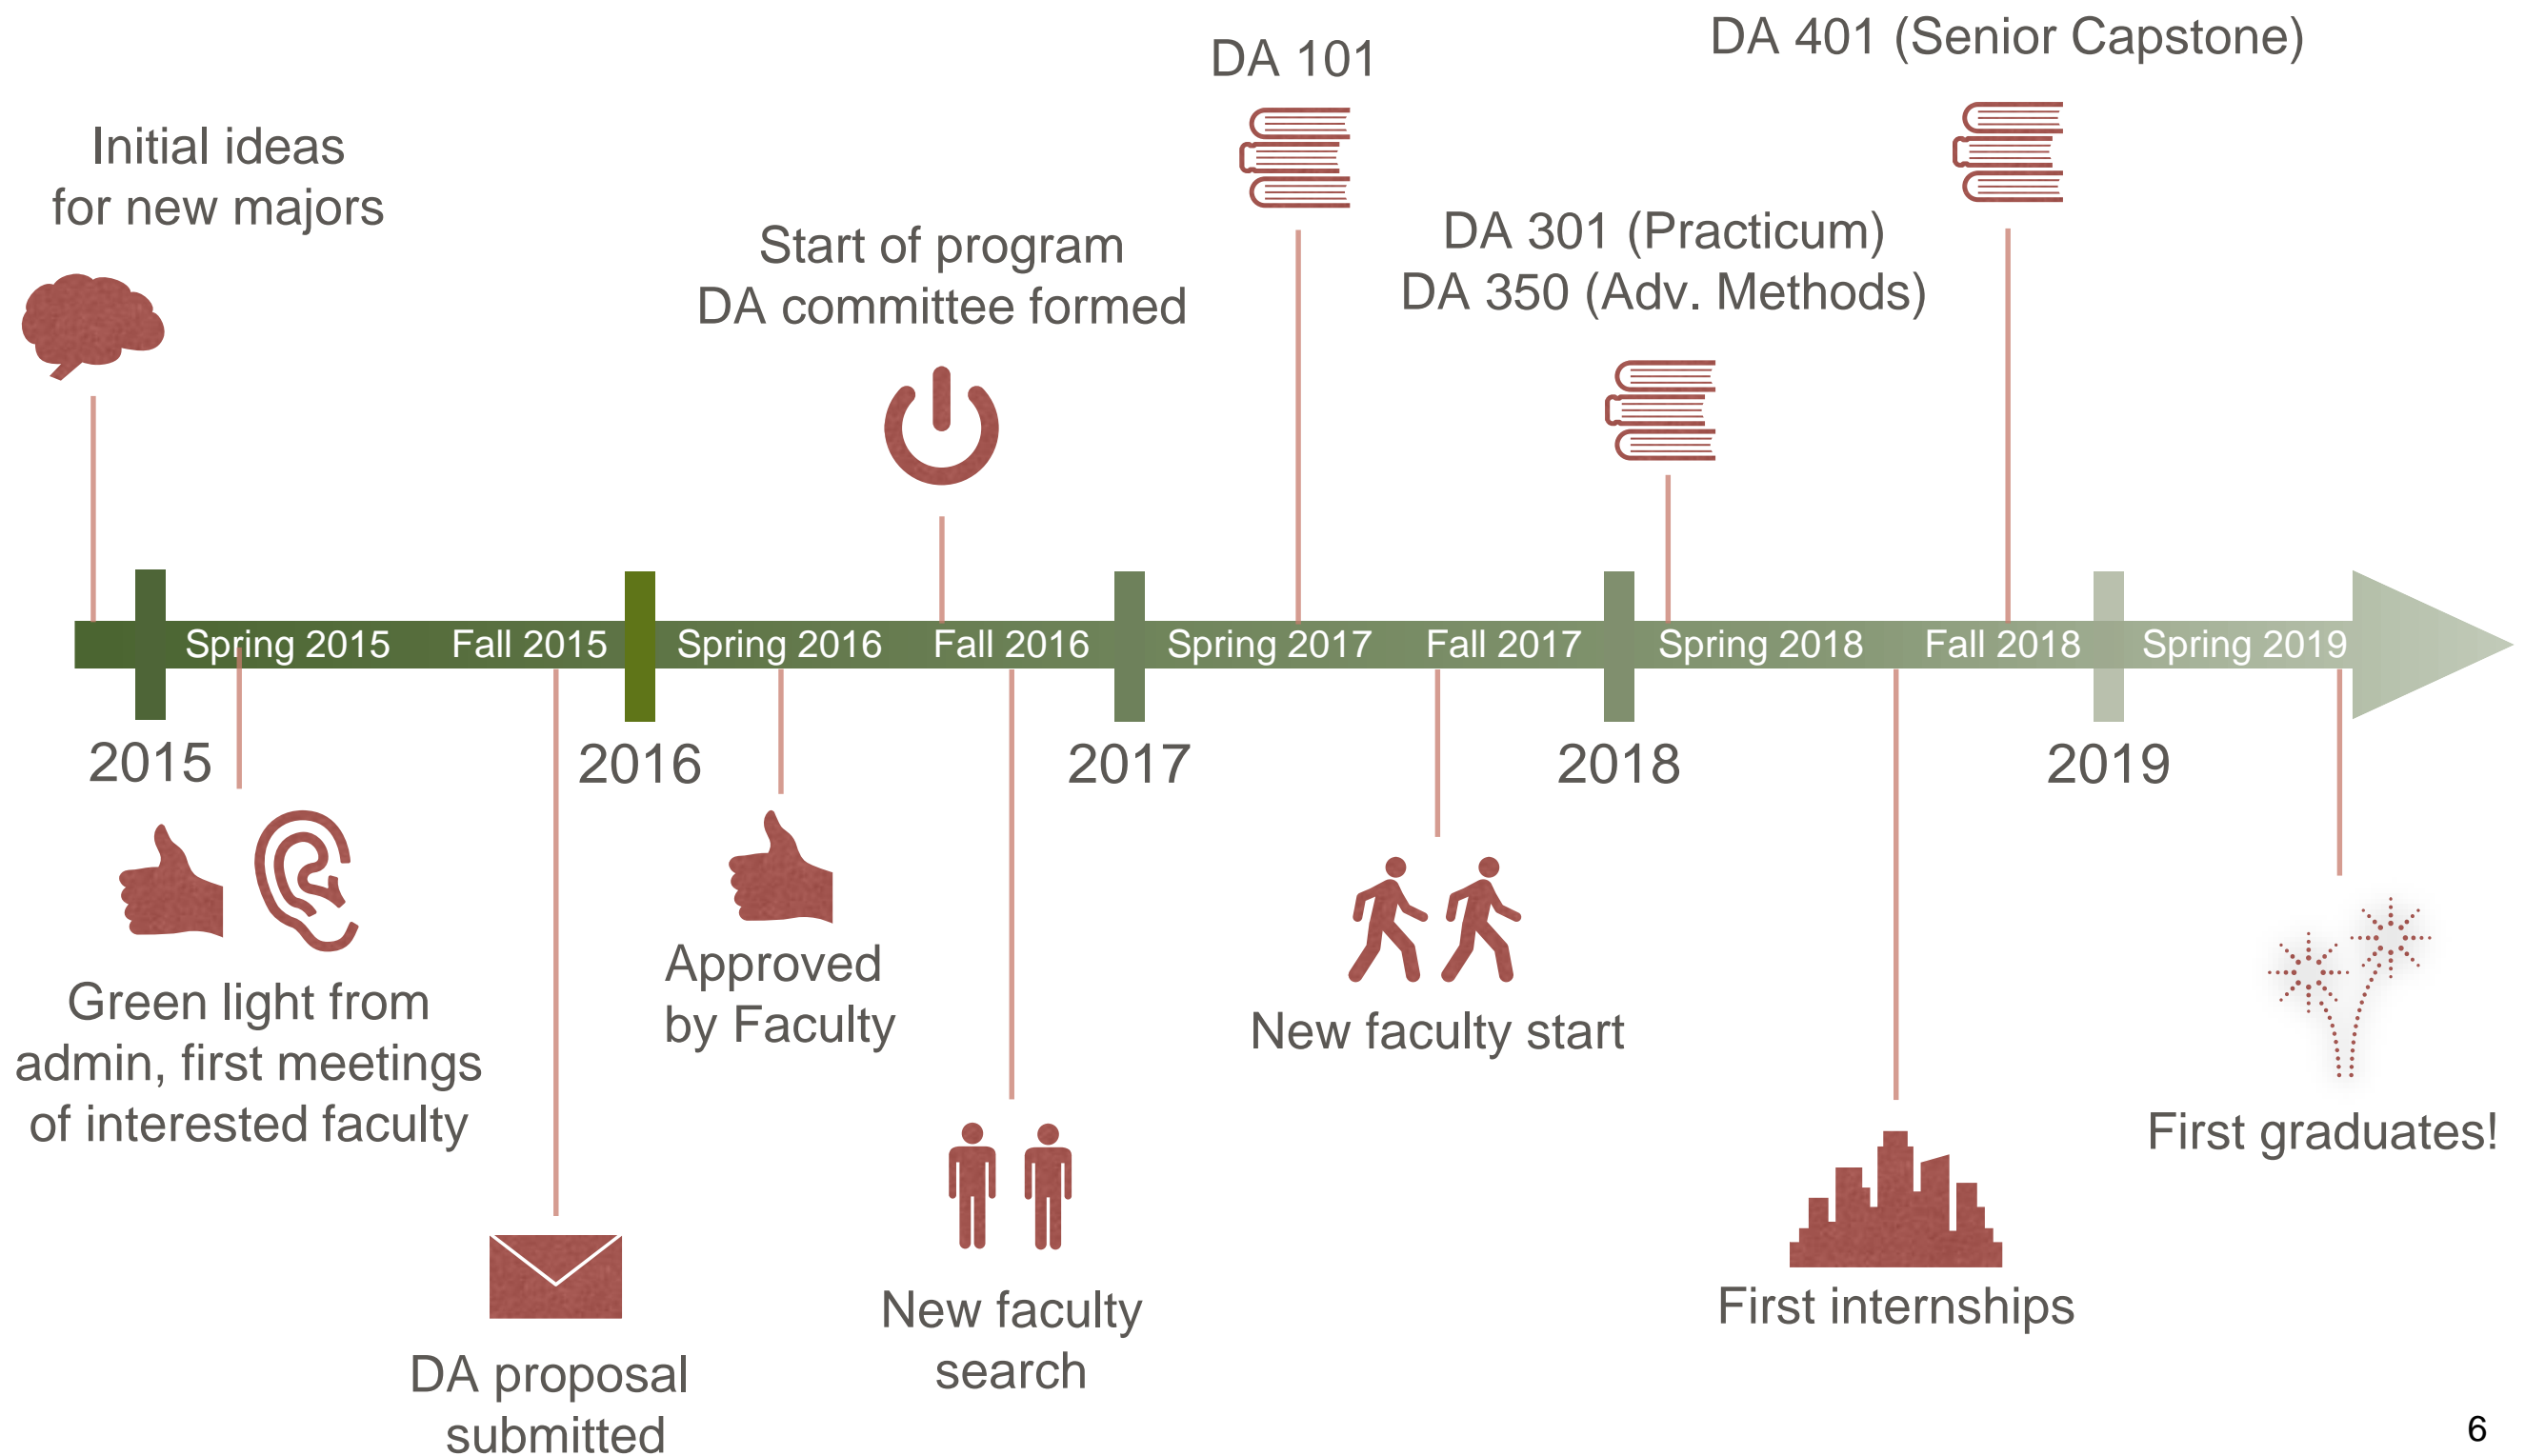 DA 401 (Senior Capstone)
DA 101
Initial ideas
for new majors
DA 301 (Practicum)
DA 350 (Adv. Methods)
Start of program
DA committee formed
Spring 2015
Fall 2015
Spring 2016
Fall 2016
Spring 2017
Fall 2017
Spring 2018
Fall 2018
Spring 2019
2015
2016
2017
2018
2019
Green light from
admin, first meetings
of interested faculty
Approved
by Faculty
New faculty start
First graduates!
DA proposal
submitted
New faculty
search
First internships
6